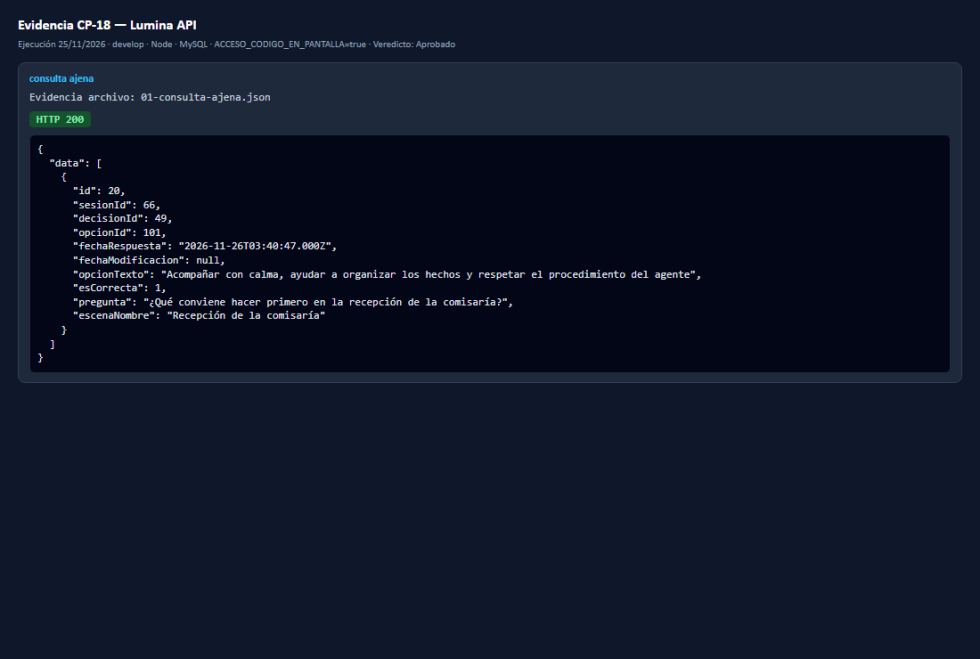 Evidencia CP-18 — Lumina API
Ejecución 25/11/2026 · develop · Node · MySQL · ACCESO_CODIGO_EN_PANTALLA=true · Veredicto: Aprobado
consulta ajena
Evidencia archivo: 01-consulta-ajena.json
HTTP 200
{
  "data": [
    {
      "id": 20,
      "sesionId": 66,
      "decisionId": 49,
      "opcionId": 101,
      "fechaRespuesta": "2026-11-26T03:40:47.000Z",
      "fechaModificacion": null,
      "opcionTexto": "Acompañar con calma, ayudar a organizar los hechos y respetar el procedimiento del agente",
      "esCorrecta": 1,
      "pregunta": "¿Qué conviene hacer primero en la recepción de la comisaría?",
      "escenaNombre": "Recepción de la comisaría"
    }
  ]
}